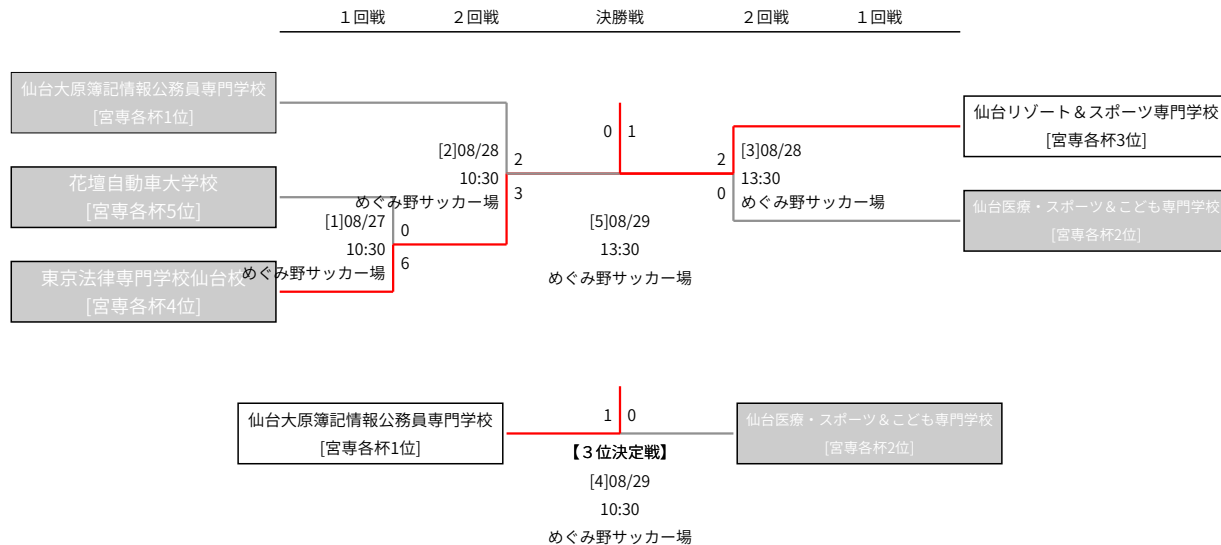 １回戦
２回戦
決勝戦
２回戦
１回戦
仙台大原簿記情報公務員専門学校
[宮専各杯1位]
花壇自動車大学校
[宮専各杯5位]
東京法律専門学校仙台校
[宮専各杯4位]
[1]08/27
10:30
めぐみ野サッカー場
0
6
[2]08/28
10:30
めぐみ野サッカー場
2
3
0
1
[5]08/29
13:30
めぐみ野サッカー場
2
0
[3]08/28
13:30
めぐみ野サッカー場
仙台リゾート＆スポーツ専門学校
[宮専各杯3位]
仙台医療・スポーツ＆こども専門学校
[宮専各杯2位]
仙台大原簿記情報公務員専門学校
[宮専各杯1位]
1
0
【３位決定戦】
[4]08/29
10:30
めぐみ野サッカー場
仙台医療・スポーツ＆こども専門学校
[宮専各杯2位]